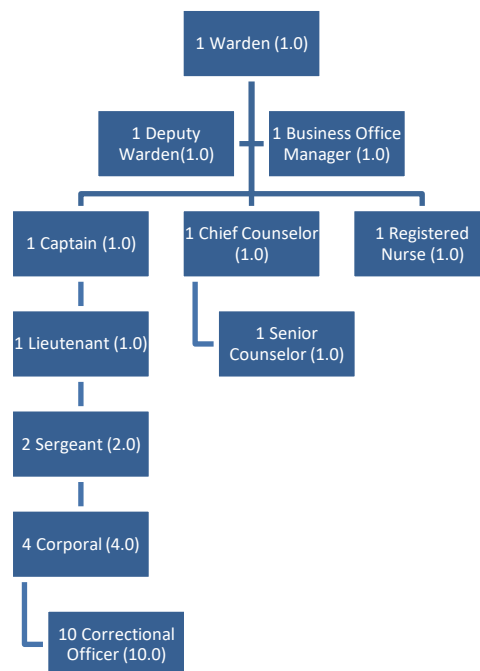 1 Warden (1.0)
1 Deputy
Warden(1.0)
1 Business Office
Manager (1.0)
1 Captain (1.0)
1 Chief Counselor
(1.0)
1 Registered
Nurse (1.0)
1 Lieutenant (1.0)
1 Senior
Counselor (1.0)
2 Sergeant (2.0)
4 Corporal (4.0)
10 Correctional
Officer (10.0)